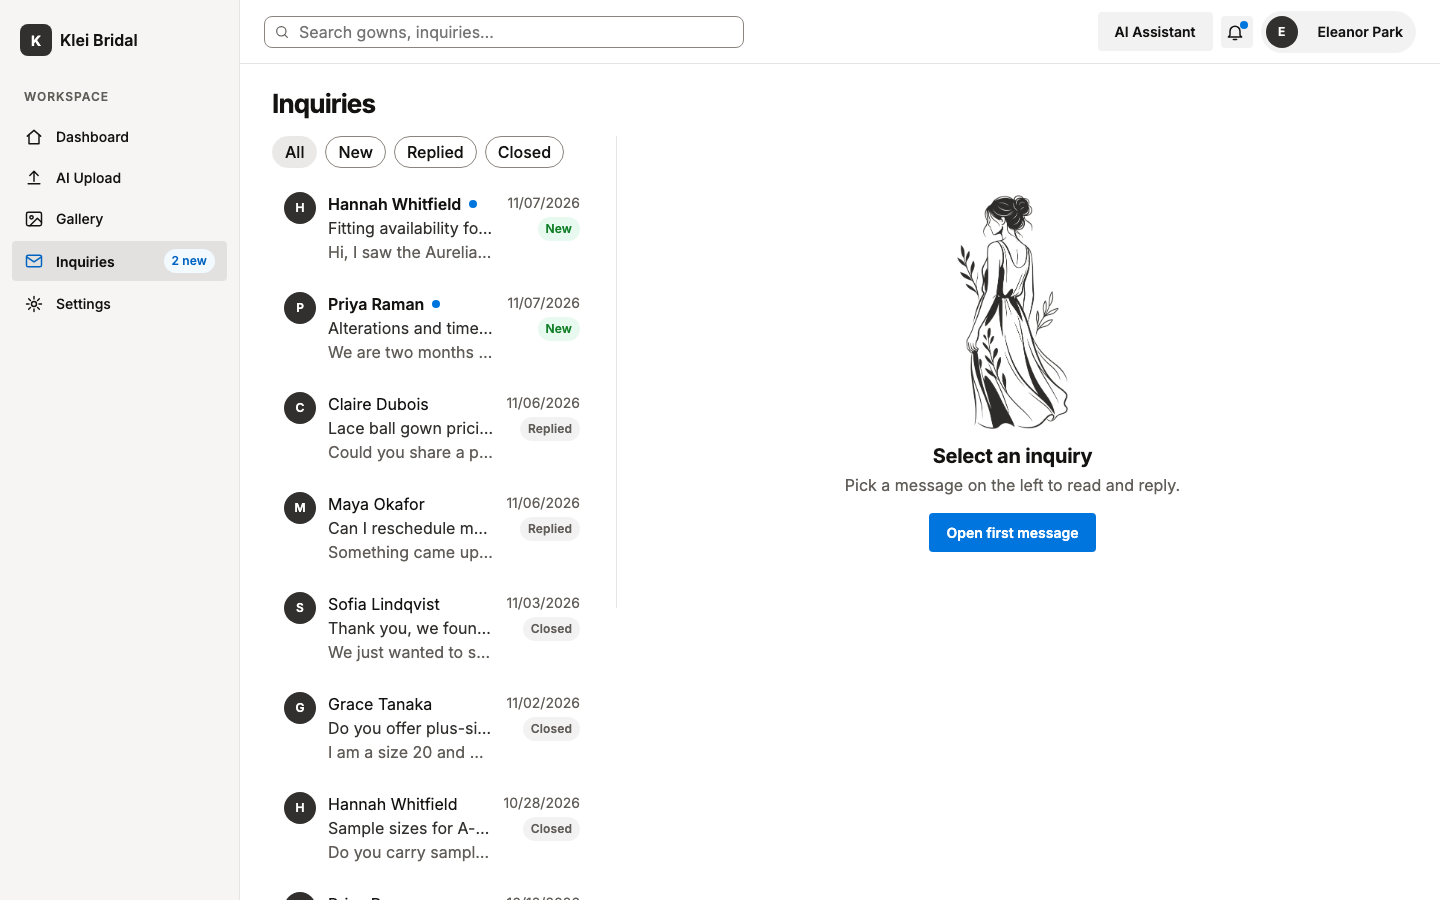 K Klei Bridal
WORKSPACE
Dashboard
AI Upload
Gallery
Inquiries 2 new
Settings
Search gowns, inquiries...
AI Assistant
E Eleanor Park
Inquiries
All New Replied Closed
H Hannah Whitfield 11/07/2026
Fitting availability fo... New
Hi, I saw the Aurelia...
P Priya Raman 11/07/2026
Alterations and time... New
We are two months ...
C Claire Dubois 11/06/2026
Lace ball gown prici... Replied
Could you share a p...
M Maya Okafor 11/06/2026
Can I reschedule m... Replied
Something came up...
S Sofia Lindqvist 11/03/2026
Thank you, we foun... Closed
We just wanted to s...
G Grace Tanaka 11/02/2026
Do you offer plus-si... Closed
I am a size 20 and ...
H Hannah Whitfield 10/28/2026
Sample sizes for A-... Closed
Do you carry sampl...
Select an inquiry
Pick a message on the left to read and reply.
Open first message